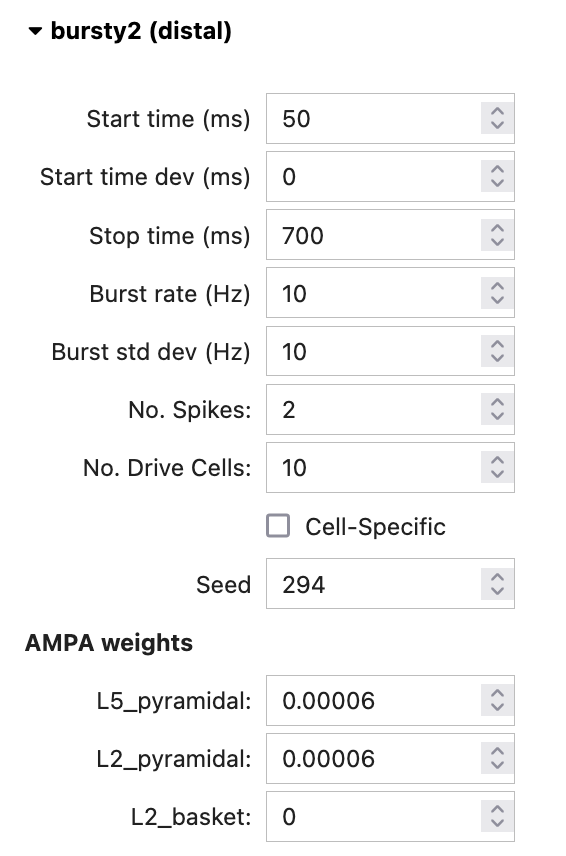 bursty2 (distal)
Start time (ms) 50
Start time dev (ms) 0
Stop time (ms) 700
Burst rate (Hz) 10
Burst std dev (Hz) 10
No. Spikes: 2
No. Drive Cells: 10
Cell-Specific
Seed 294
AMPA weights
L5_pyramidal: 0.00006
L2_pyramidal: 0.00006
L2_basket: 0